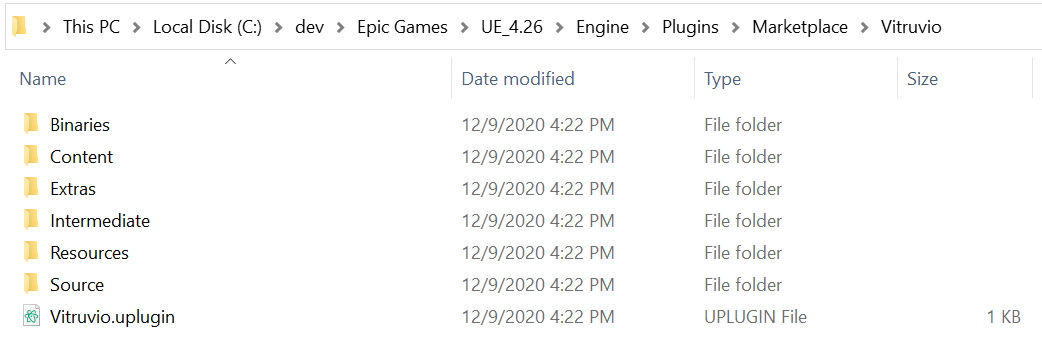 This PC > Local Disk (C:) > dev > Epic Games > UE_4.26 > Engine > Plugins > Marketplace > Vitruvio
Name Date modified Type Size
Binaries 12/9/2020 4:22 PM File folder
Content 12/9/2020 4:22 PM File folder
Extras 12/9/2020 4:22 PM File folder
Intermediate 12/9/2020 4:22 PM File folder
Resources 12/9/2020 4:22 PM File folder
Source 12/9/2020 4:22 PM File folder
Vitruvio.uplugin 12/9/2020 4:22 PM UPLUGIN File 1 KB